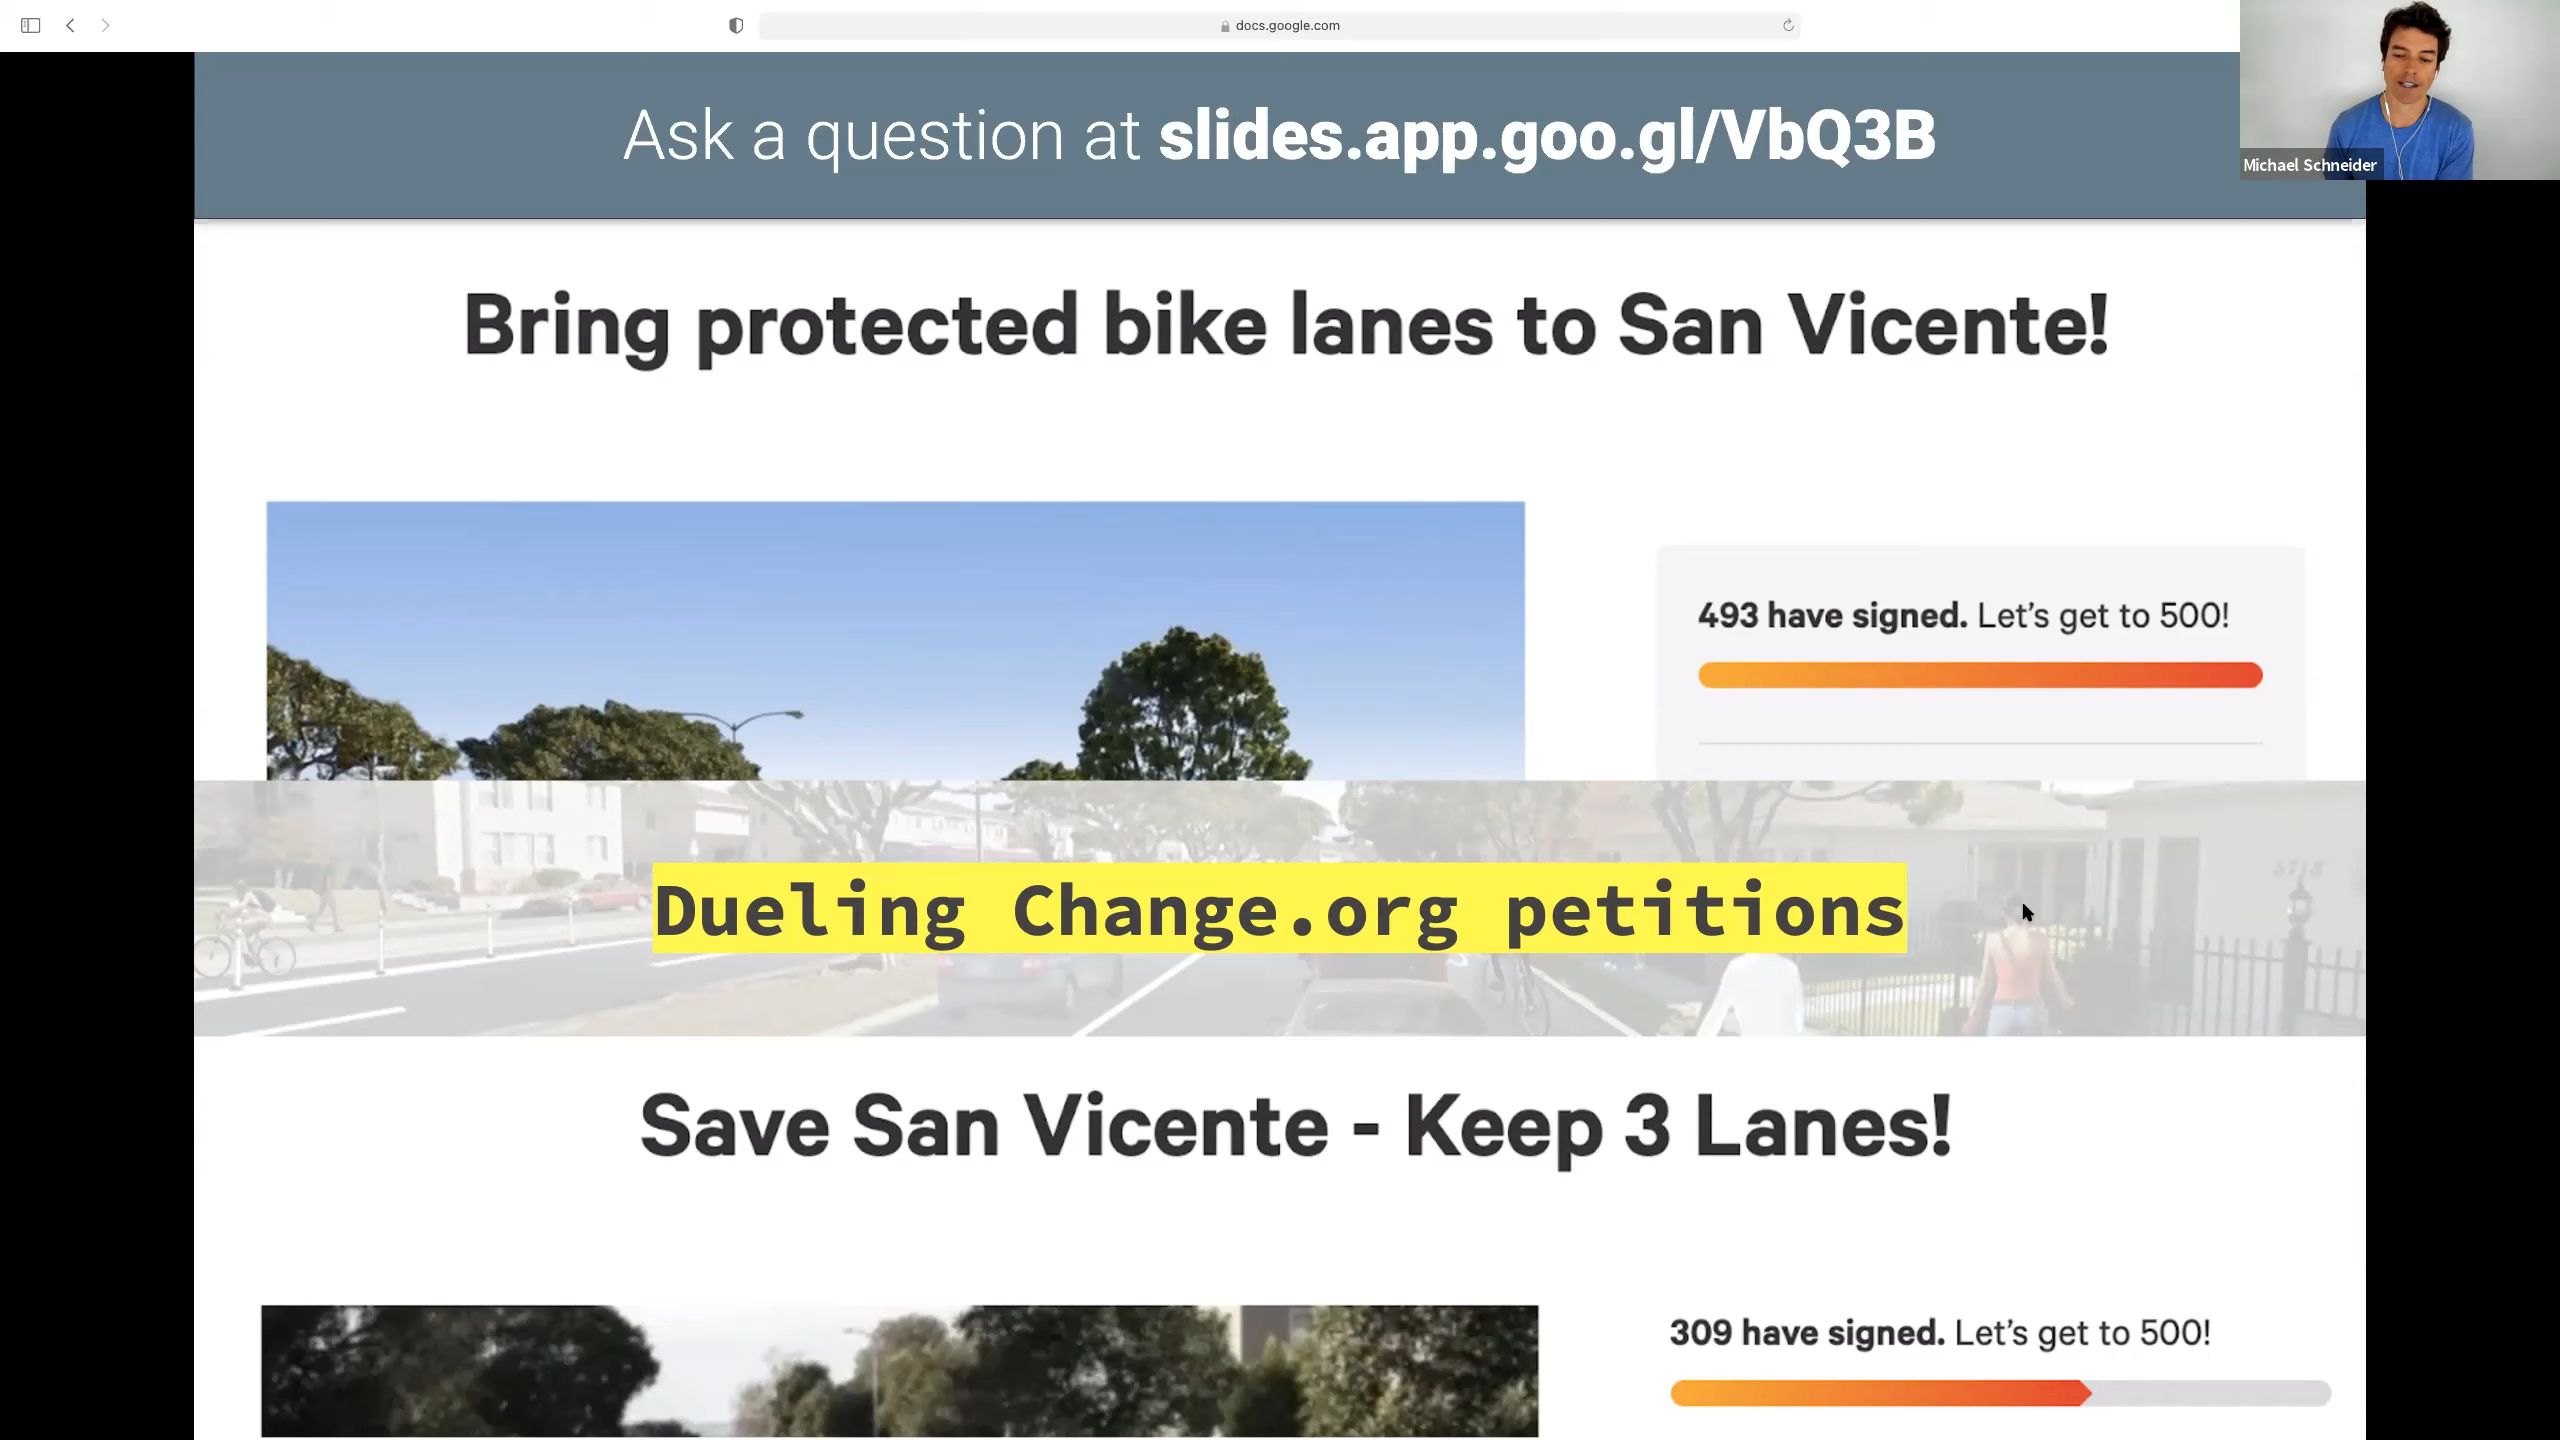 docs.google.com
Ask a question at slides.app.goo.gl/VbQ3B
Michael Schneider
Bring protected bike lanes to San Vicente!
493 have signed. Let's get to 500!
Dueling Change.org petitions
Save San Vicente - Keep 3 Lanes!
309 have signed. Let's get to 500!